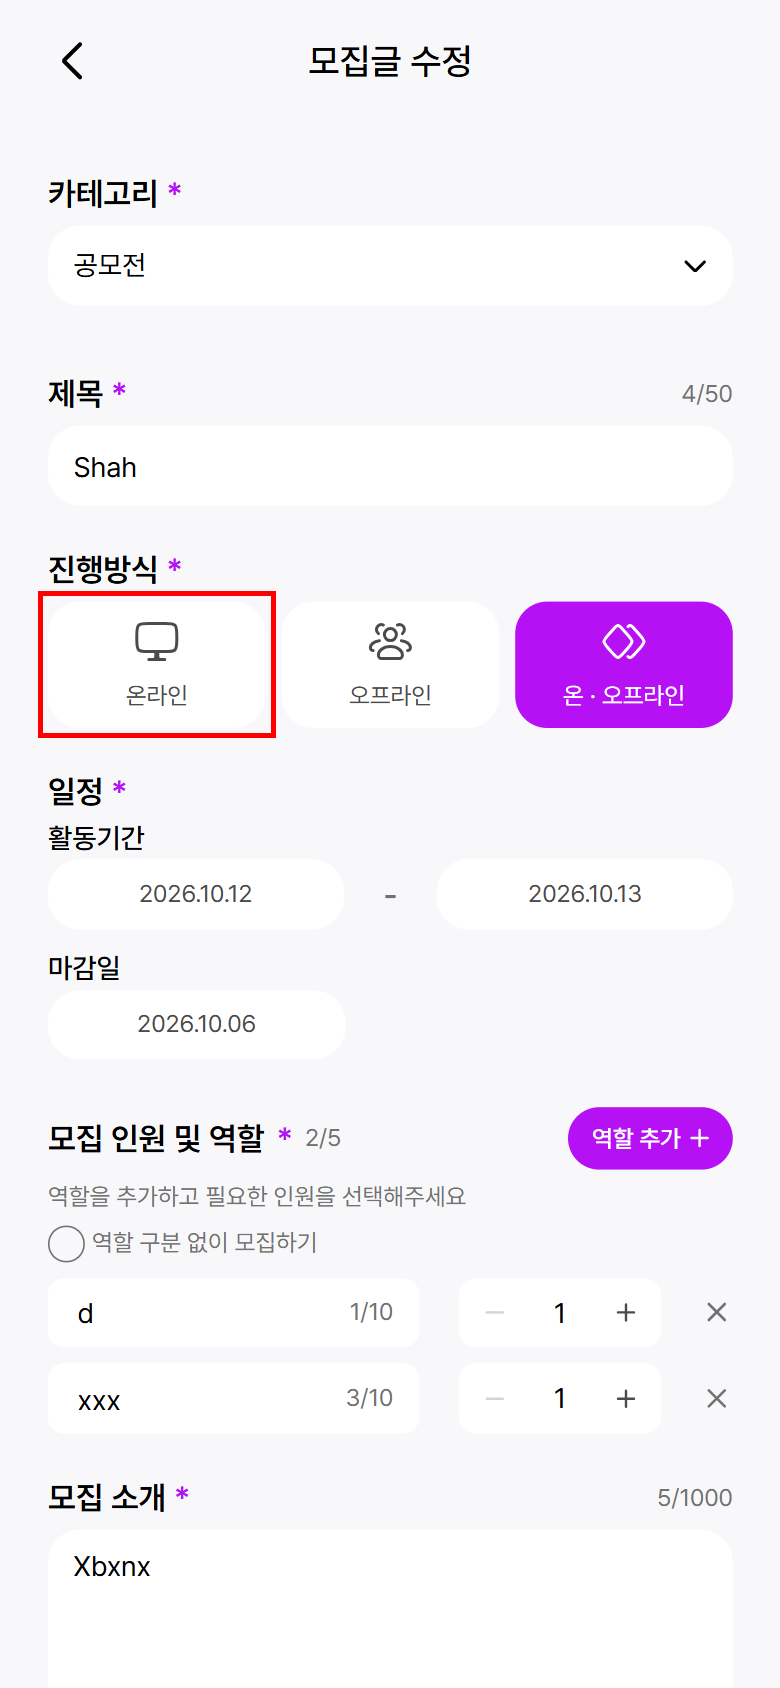 모집글 수정
카테고리 *
공모전
제목 * 4/50
Shah
진행방식 *
온라인 오프라인 온 · 오프라인
일정 *
활동기간
2026.10.12 - 2026.10.13
마감일
2026.10.06
모집 인원 및 역할 * 2/5 역할 추가 +
역할을 추가하고 필요한 인원을 선택해주세요
역할 구분 없이 모집하기
d 1/10 − 1 + ×
xxx 3/10 − 1 + ×
모집 소개 * 5/1000
Xbxnx